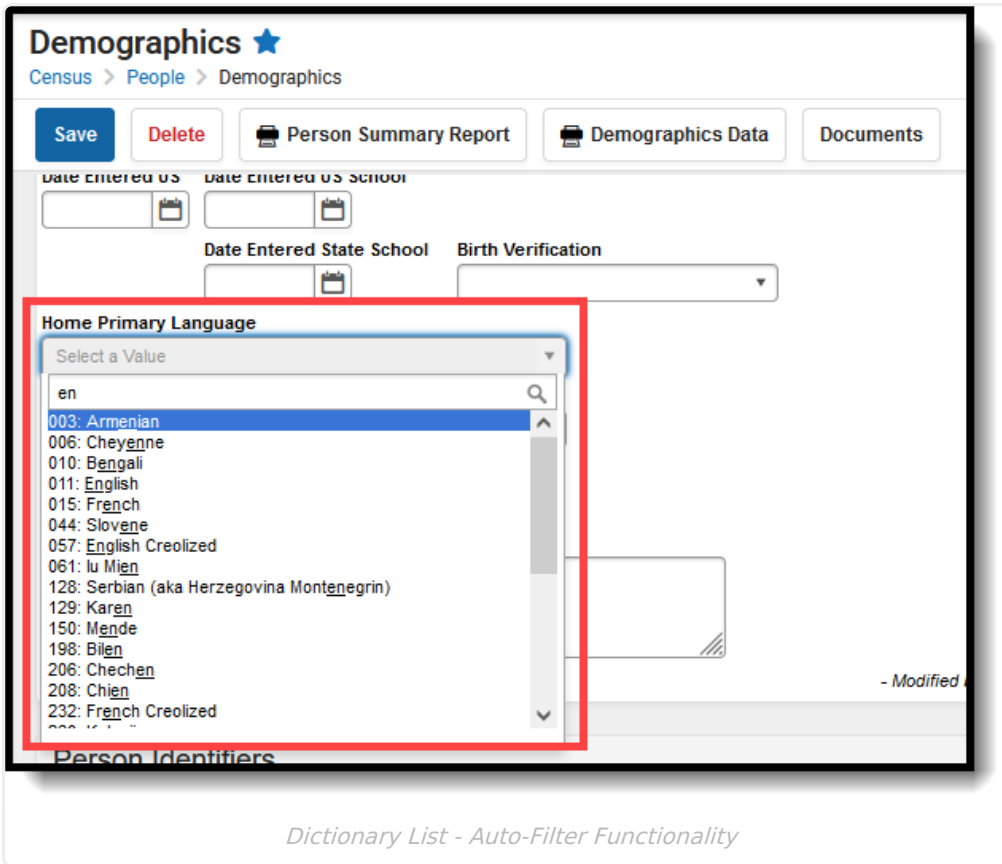 Demographics
Census > People > Demographics
Save Delete Person Summary Report Demographics Data Documents
Date Entered US Date Entered US School
Date Entered State School Birth Verification
Home Primary Language
Select a Value
en
003: Armenian
006: Cheyenne
010: Bengali
011: English
015: French
044: Slovene
057: English Creolized
061: Iu Mien
128: Serbian (aka Herzegovina Montenegrin)
129: Karen
150: Mende
198: Bilen
206: Chechen
208: Chien
232: French Creolized
- Modified
Person Identifiers
Dictionary List - Auto-Filter Functionality